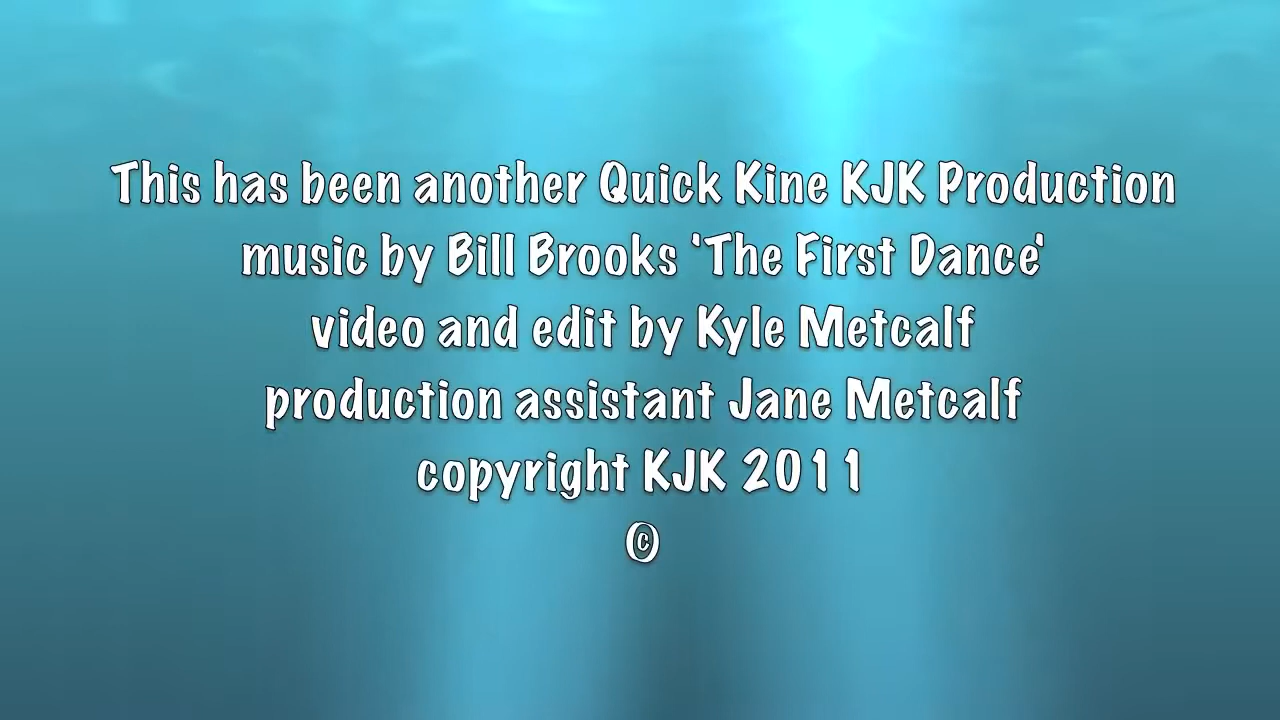 This has been another Quick Kine KJK Production
music by Bill Brooks 'The First Dance'
video and edit by Kyle Metcalf
production assistant Jane Metcalf
copyright KJK 2011
©